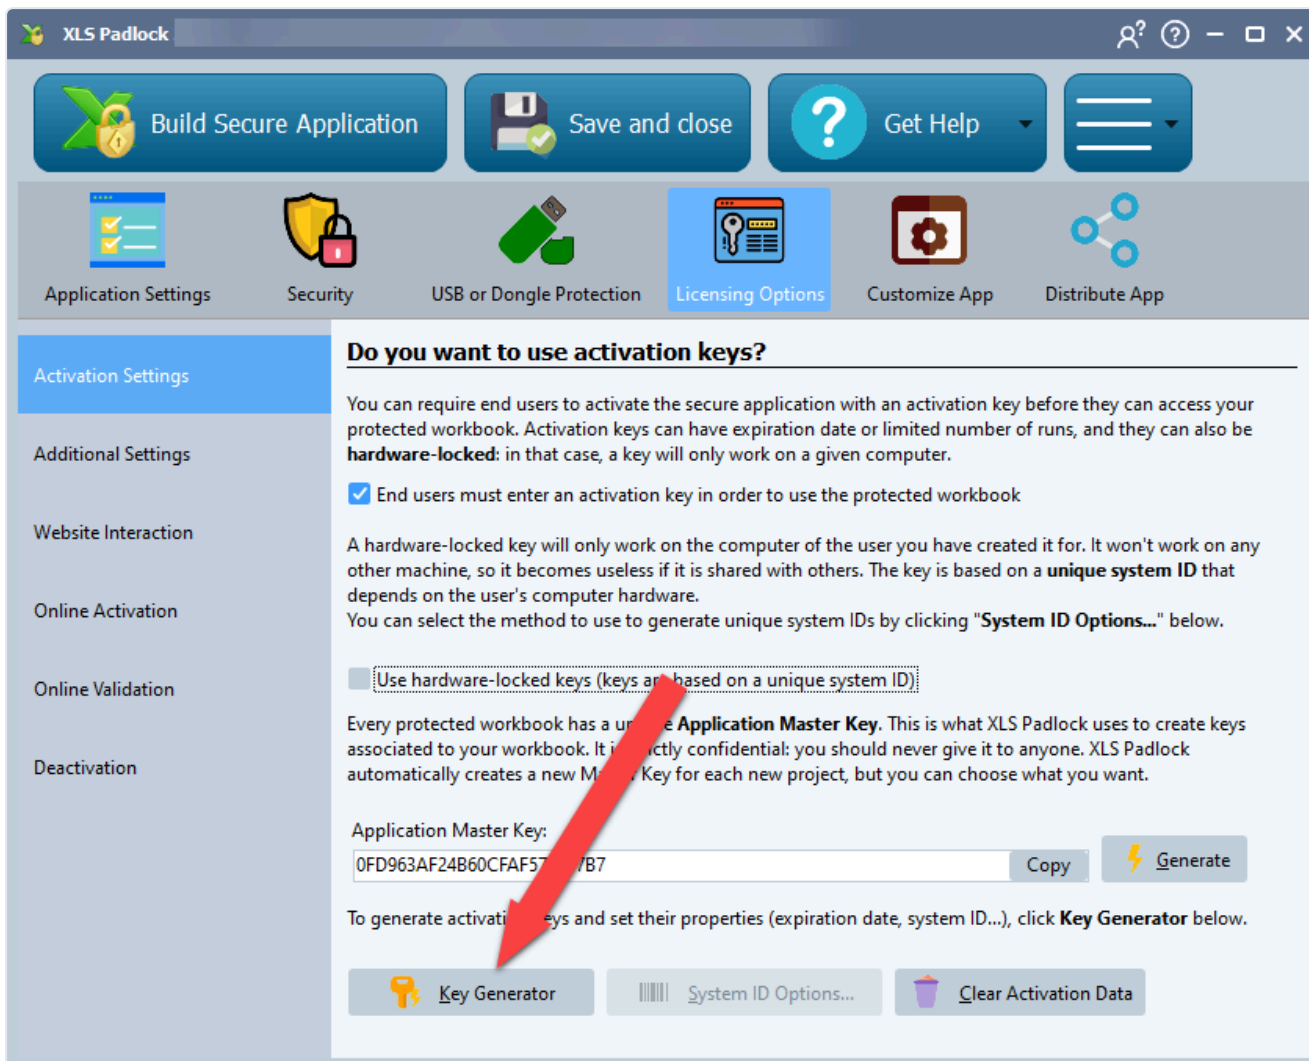 XLS Padlock
Build Secure Application
Save and close
Get Help
Application Settings
Security
USB or Dongle Protection
Licensing Options
Customize App
Distribute App
Activation Settings
Additional Settings
Website Interaction
Online Activation
Online Validation
Deactivation
Do you want to use activation keys?
You can require end users to activate the secure application with an activation key before they can access your
protected workbook. Activation keys can have expiration date or limited number of runs, and they can also be
hardware-locked: in that case, a key will only work on a given computer.
End users must enter an activation key in order to use the protected workbook
A hardware-locked key will only work on the computer of the user you have created it for. It won't work on any
other machine, so it becomes useless if it is shared with others. The key is based on a unique system ID that
depends on the user's computer hardware.
You can select the method to use to generate unique system IDs by clicking "System ID Options..." below.
Use hardware-locked keys (keys are based on a unique system ID)
Every protected workbook has a Application Master Key. This is what XLS Padlock uses to create keys
associated to your workbook. It is strictly confidential: you should never give it to anyone. XLS Padlock
automatically creates a new Master Key for each new project, but you can choose what you want.
Application Master Key:
Copy
Generate
To generate activation keys and set their properties (expiration date, system ID...), click Key Generator below.
Key Generator
System ID Options...
Clear Activation Data